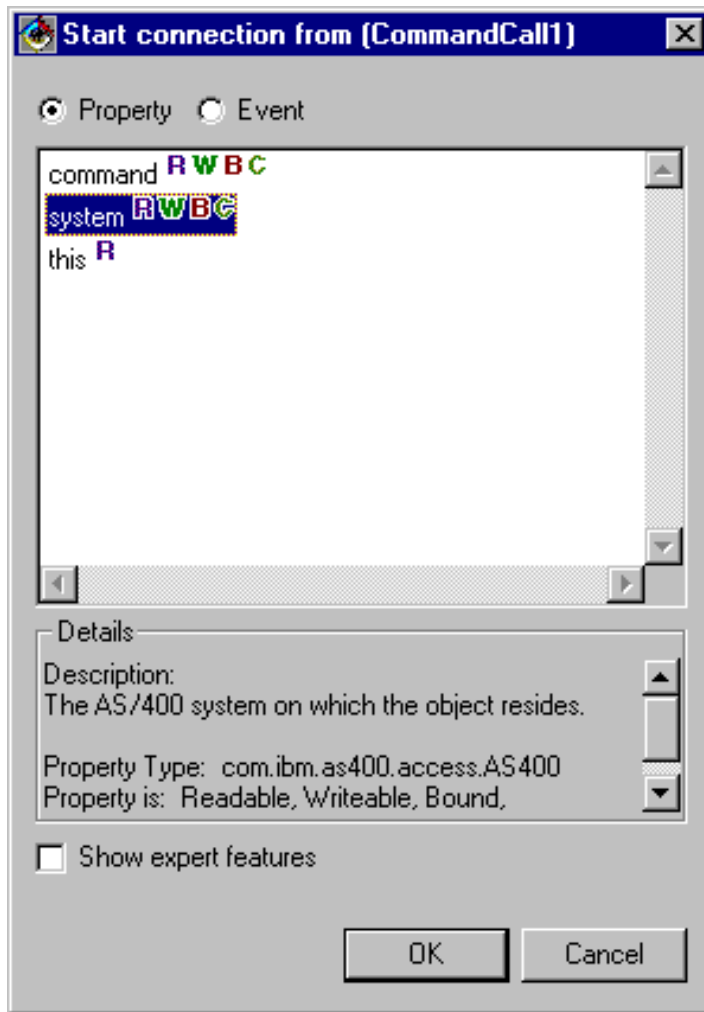 Start connection from (CommandCall1)
Property Event
command R W B C
system R W B C
this R
Details
Description:
The AS/400 system on which the object resides.
Property Type: com.ibm.as400.access.AS400
Property is: Readable, Writeable, Bound,
Show expert features
OK Cancel